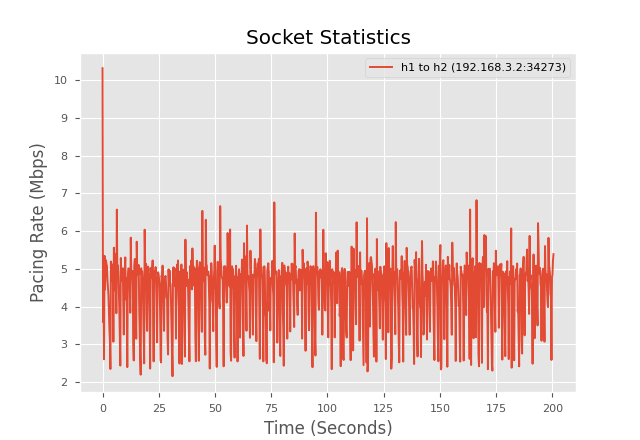 Socket Statistics
h1 to h2 (192.168.3.2:34273)
Pacing Rate (Mbps)
10
9
8
7
6
5
4
3
2
0 25 50 75 100 125 150 175 200
Time (Seconds)